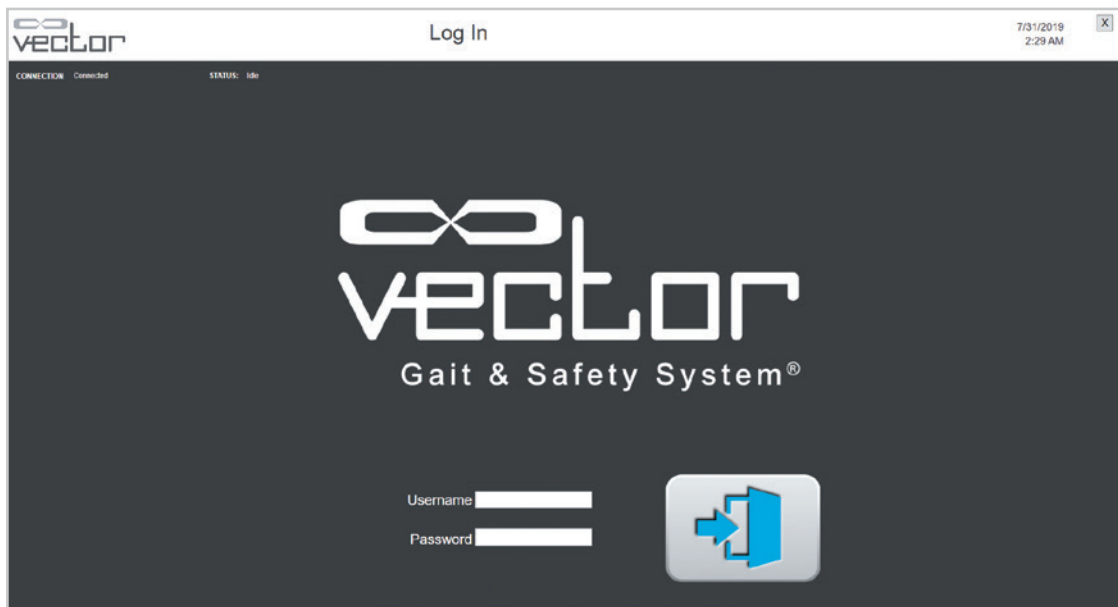 vector
Log In
7/31/2019
2:29 AM
X
CONNECTION Connected
STATUS: Idle
vector
Gait & Safety System®
Username
Password